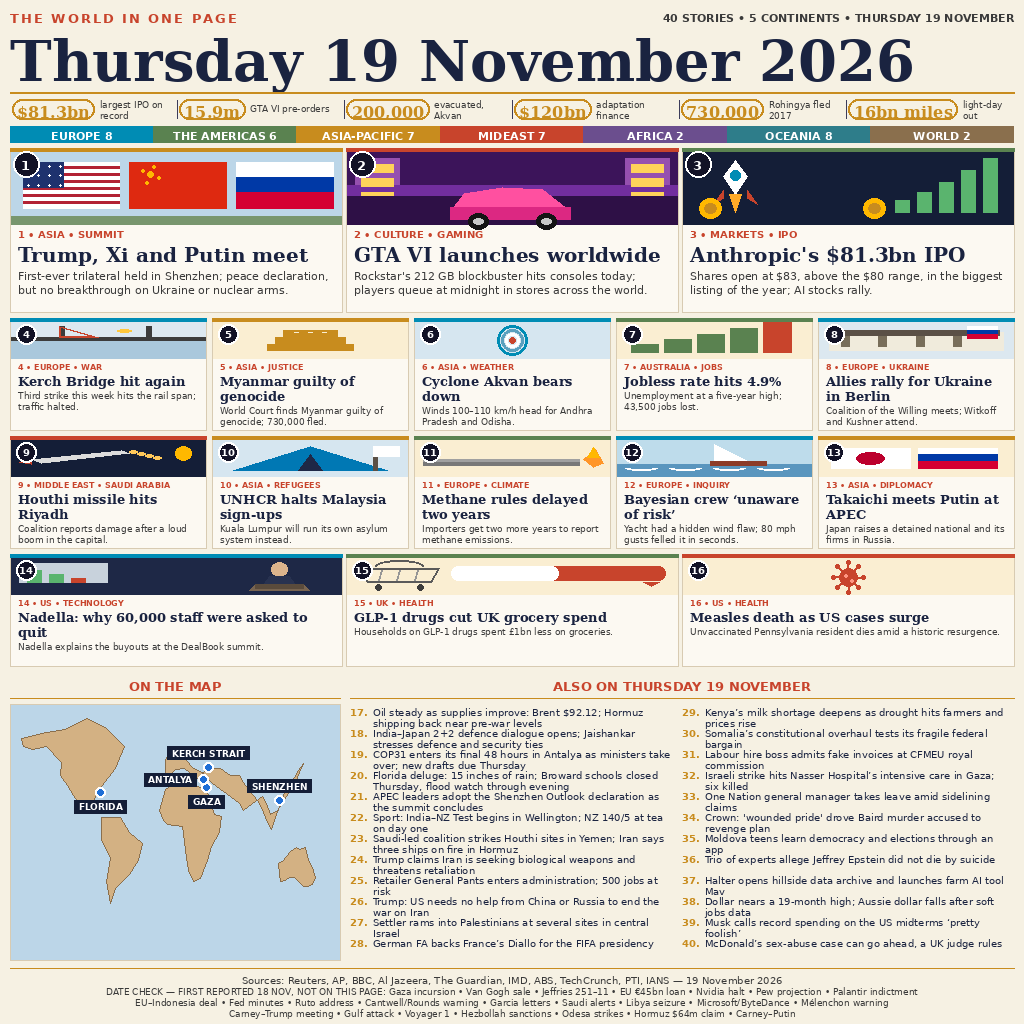 THE WORLD IN ONE PAGE
40 STORIES • 5 CONTINENTS • THURSDAY 19 NOVEMBER
Thursday 19 November 2026
$81.3bn
largest IPO on
record
15.9m
GTA VI pre-orders
200,000
evacuated,
Akvan
$120bn
adaptation
finance
730,000
Rohingya fled
2017
16bn miles
light-day
out
EUROPE 8
THE AMERICAS 6
ASIA-PACIFIC 7
MIDEAST 7
AFRICA 2
OCEANIA 8
WORLD 2
1
1 • ASIA • SUMMIT
Trump, Xi and Putin meet
First-ever trilateral held in Shenzhen; peace declaration,
but no breakthrough on Ukraine or nuclear arms.
2
2 • CULTURE • GAMING
GTA VI launches worldwide
Rockstar's 212 GB blockbuster hits consoles today;
players queue at midnight in stores across the world.
3
3 • MARKETS • IPO
Anthropic's $81.3bn IPO
Shares open at $83, above the $80 range, in the biggest
listing of the year; AI stocks rally.
4
4 • EUROPE • WAR
Kerch Bridge hit again
Third strike this week hits the rail span;
traffic halted.
5
5 • ASIA • JUSTICE
Myanmar guilty of
genocide
World Court finds Myanmar guilty of
genocide; 730,000 fled.
6
6 • ASIA • WEATHER
Cyclone Akvan bears
down
Winds 100–110 km/h head for Andhra
Pradesh and Odisha.
7
7 • AUSTRALIA • JOBS
Jobless rate hits 4.9%
Unemployment at a five-year high;
43,500 jobs lost.
8
8 • EUROPE • UKRAINE
Allies rally for Ukraine
in Berlin
Coalition of the Willing meets; Witkoff
and Kushner attend.
9
9 • MIDDLE EAST • SAUDI ARABIA
Houthi missile hits
Riyadh
Coalition reports damage after a loud
boom in the capital.
10
10 • ASIA • REFUGEES
UNHCR halts Malaysia
sign-ups
Kuala Lumpur will run its own asylum
system instead.
11
11 • EUROPE • CLIMATE
Methane rules delayed
two years
Importers get two more years to report
methane emissions.
12
12 • EUROPE • INQUIRY
Bayesian crew ‘unaware
of risk’
Yacht had a hidden wind flaw; 80 mph
gusts felled it in seconds.
13
13 • ASIA • DIPLOMACY
Takaichi meets Putin at
APEC
Japan raises a detained national and its
firms in Russia.
14
14 • US • TECHNOLOGY
Nadella: why 60,000 staff were asked to
quit
Nadella explains the buyouts at the DealBook summit.
15
15 • UK • HEALTH
GLP-1 drugs cut UK grocery spend
Households on GLP-1 drugs spent £1bn less on groceries.
16
16 • US • HEALTH
Measles death as US cases surge
Unvaccinated Pennsylvania resident dies amid a historic resurgence.
ON THE MAP
KERCH STRAIT
ANTALYA
SHENZHEN
GAZA
FLORIDA
ALSO ON THURSDAY 19 NOVEMBER
17. Oil steady as supplies improve: Brent $92.12; Hormuz
shipping back near pre-war levels
18. India–Japan 2+2 defence dialogue opens; Jaishankar
stresses defence and security ties
19. COP31 enters its final 48 hours in Antalya as ministers take
over; new drafts due Thursday
20. Florida deluge: 15 inches of rain; Broward schools closed
Thursday, flood watch through evening
21. APEC leaders adopt the Shenzhen Outlook declaration as
the summit concludes
22. Sport: India–NZ Test begins in Wellington; NZ 140/5 at tea
on day one
23. Saudi-led coalition strikes Houthi sites in Yemen; Iran says
three ships on fire in Hormuz
24. Trump claims Iran is seeking biological weapons and
threatens retaliation
25. Retailer General Pants enters administration; 500 jobs at
risk
26. Trump: US needs no help from China or Russia to end the
war on Iran
27. Settler rams into Palestinians at several sites in central
Israel
28. German FA backs France’s Diallo for the FIFA presidency
29. Kenya’s milk shortage deepens as drought hits farmers and
prices rise
30. Somalia’s constitutional overhaul tests its fragile federal
bargain
31. Labour hire boss admits fake invoices at CFMEU royal
commission
32. Israeli strike hits Nasser Hospital’s intensive care in Gaza;
six killed
33. One Nation general manager takes leave amid sidelining
claims
34. Crown: 'wounded pride' drove Baird murder accused to
revenge plan
35. Moldova teens learn democracy and elections through an
app
36. Trio of experts allege Jeffrey Epstein did not die by suicide
37. Halter opens hillside data archive and launches farm AI tool
Mav
38. Dollar nears a 19-month high; Aussie dollar falls after soft
jobs data
39. Musk calls record spending on the US midterms ‘pretty
foolish’
40. McDonald’s sex-abuse case can go ahead, a UK judge rules
Sources: Reuters, AP, BBC, Al Jazeera, The Guardian, IMD, ABS, TechCrunch, PTI, IANS — 19 November 2026
DATE CHECK — FIRST REPORTED 18 NOV, NOT ON THIS PAGE: Gaza incursion • Van Gogh sale • Jeffries 251–11 • EU €45bn loan • Nvidia halt • Pew projection • Palantir indictment
EU–Indonesia deal • Fed minutes • Ruto address • Cantwell/Rounds warning • Garcia letters • Saudi alerts • Libya seizure • Microsoft/ByteDance • Mélenchon warning
Carney–Trump meeting • Gulf attack • Voyager 1 • Hezbollah sanctions • Odesa strikes • Hormuz $64m claim • Carney–Putin